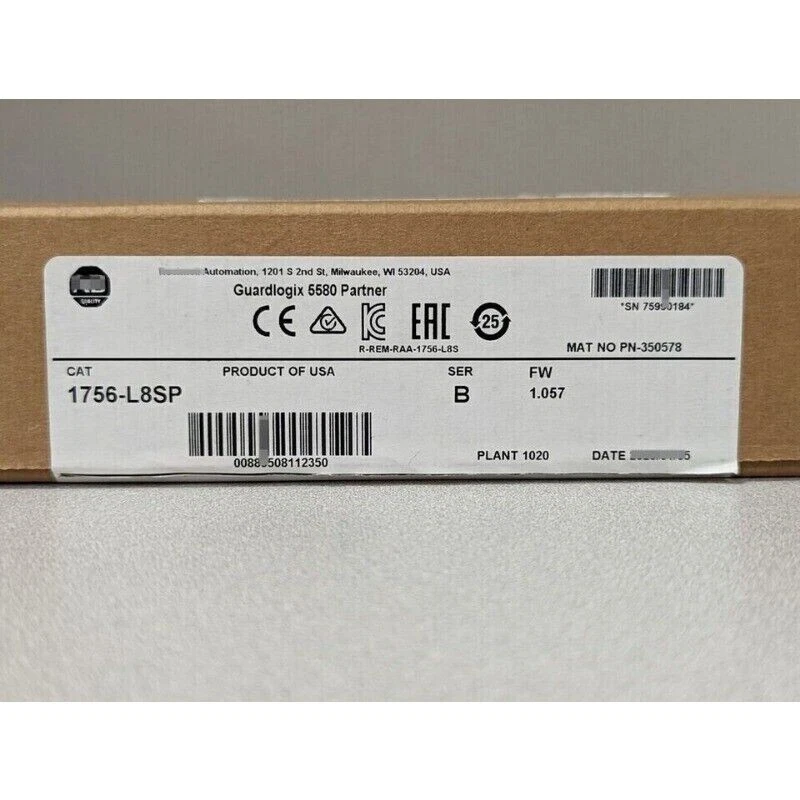 Automation, 1201 S 2nd St, Milwaukee, WI 53204, USA
Guardlogix 5580 Partner
CE KC EAC 25
R-REM-RAA-1756-L8S
MAT NO PN-350578
CAT PRODUCT OF USA SER FW
1756-L8SP B 1.057
PLANT 1020 DATE